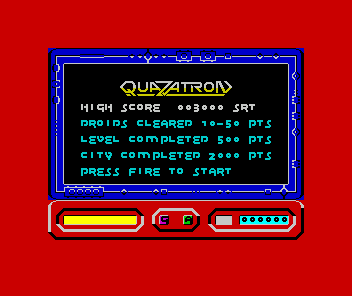 QUAZATRON
HIGH SCORE 003000 SRT
DROIDS CLEARED 10-50 PTS
LEVEL COMPLETED 500 PTS
CITY COMPLETED 2000 PTS
PRESS FIRE TO START